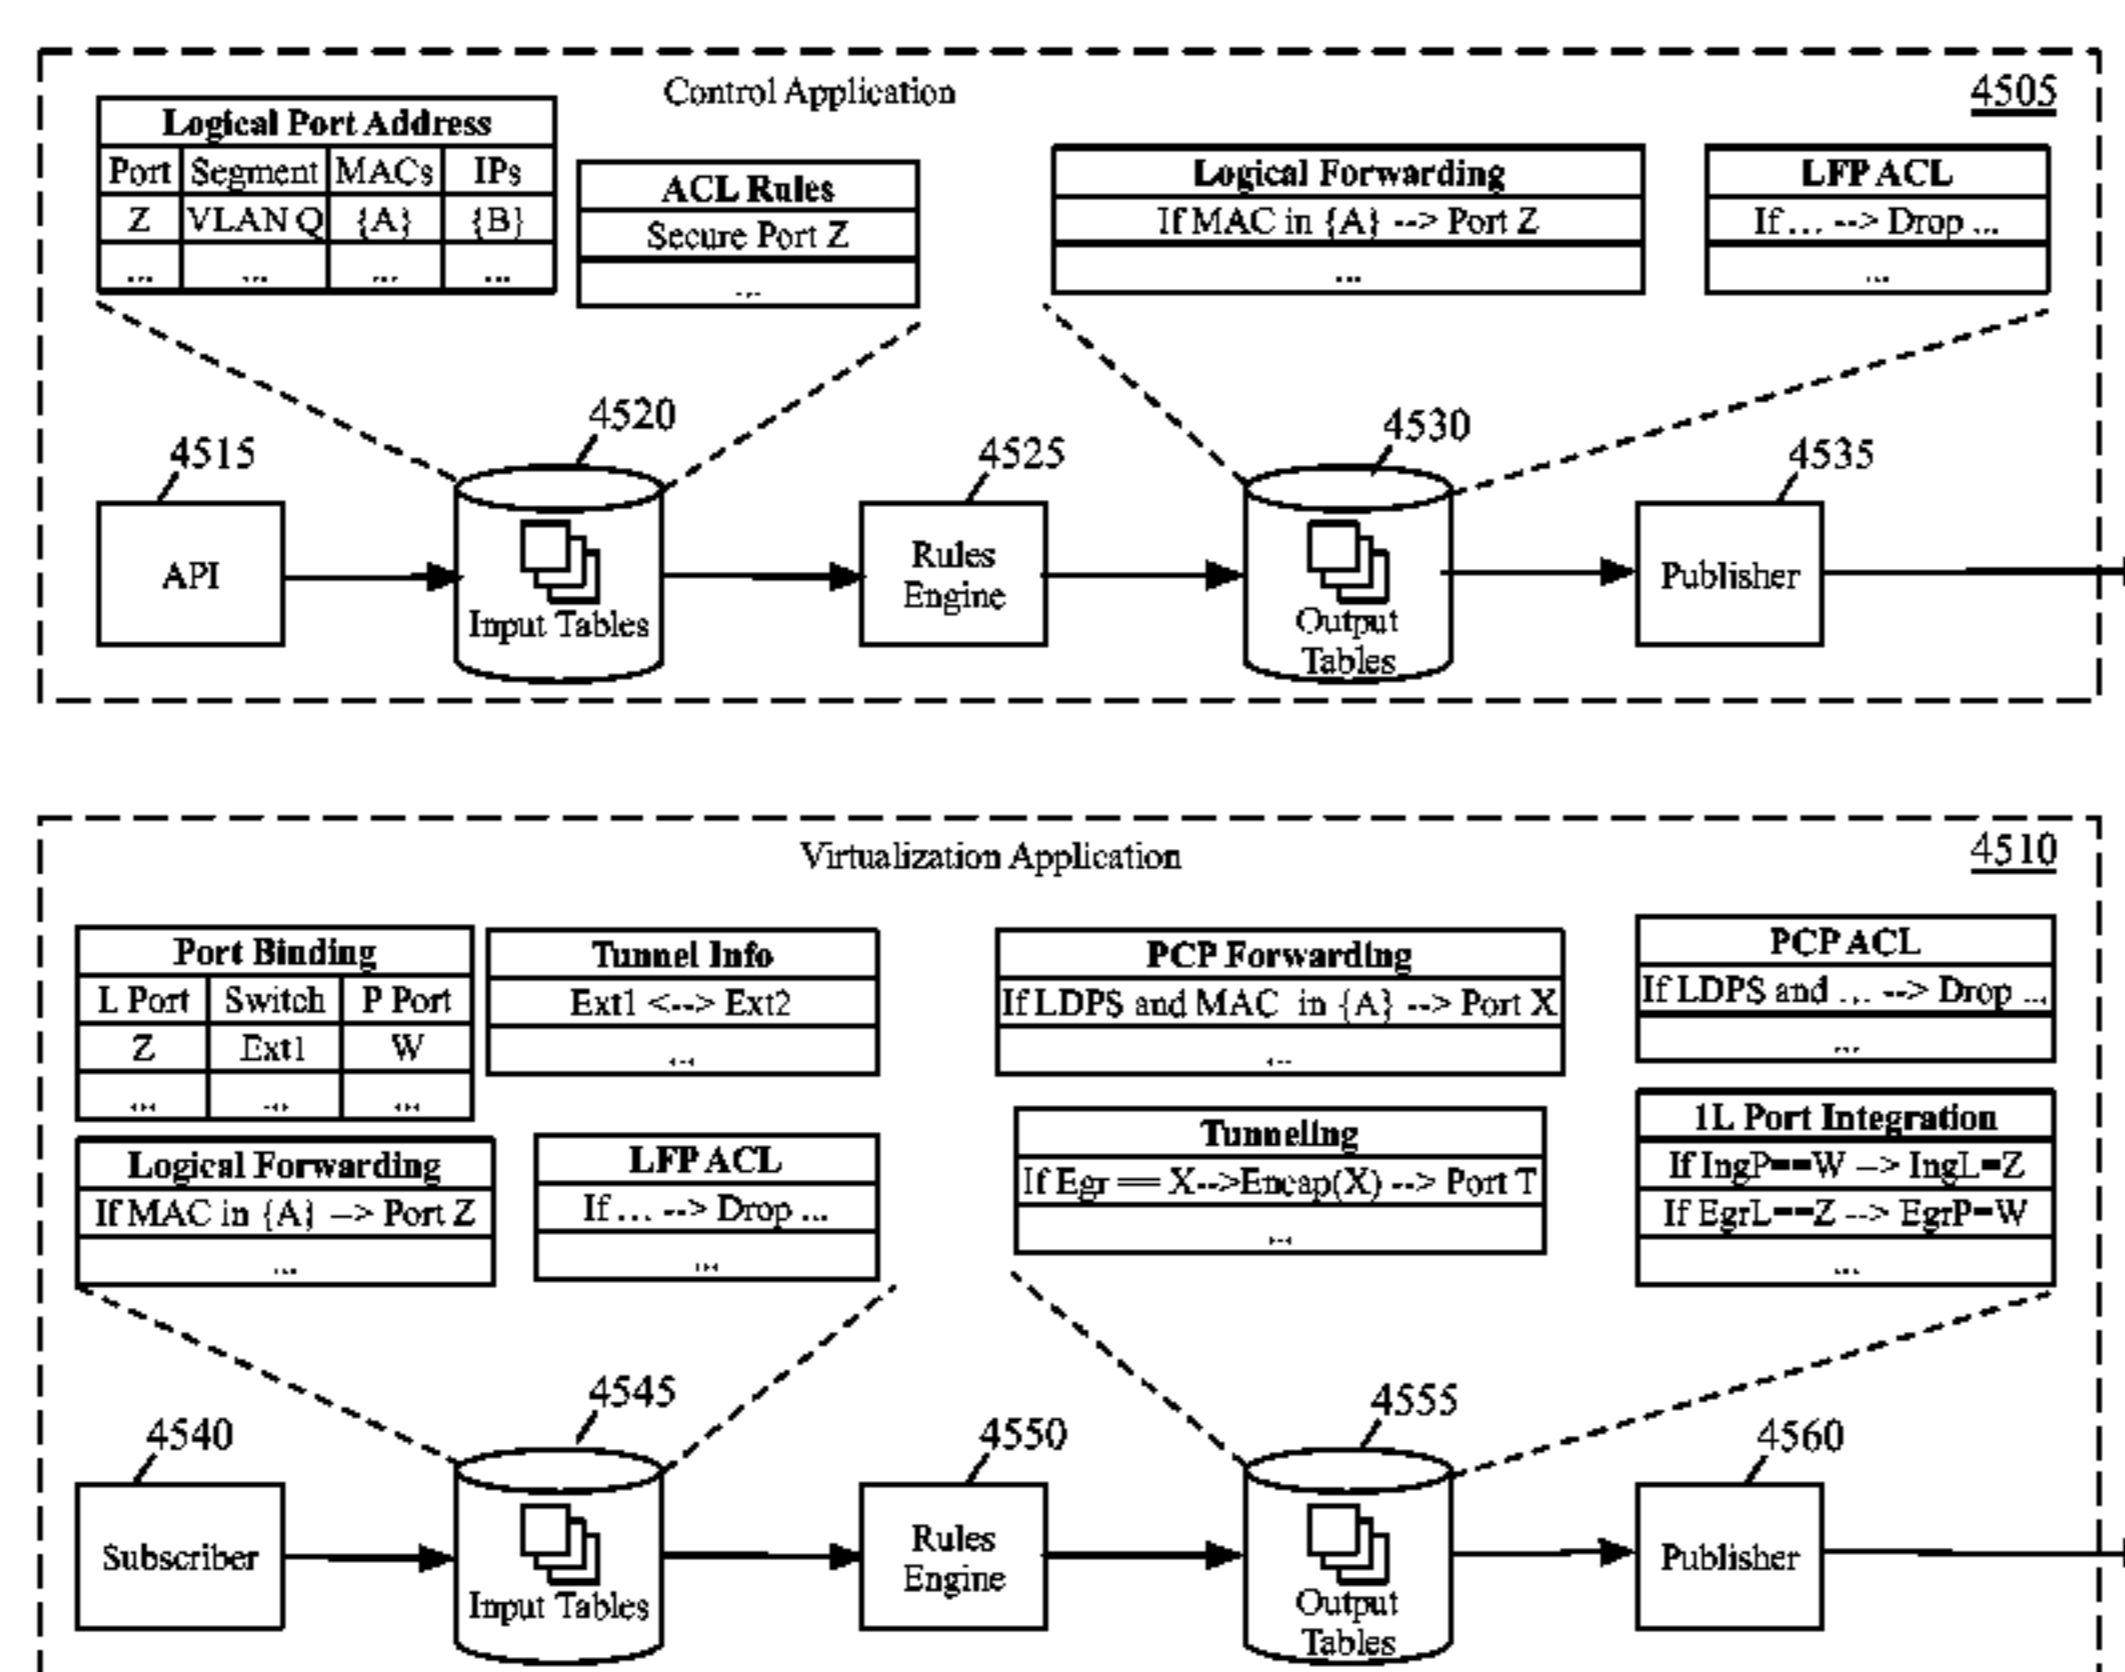 Control Application
4505
Logical Port Address
Port Segment MACs IPs
Z VLAN Q {A} {B}
... ... ... ...
ACL Rules
Secure Port Z
...
Logical Forwarding
If MAC in {A} --> Port Z
...
LFP ACL
If ... --> Drop ...
...
4515
4520
4525
4530
4535
API
Input Tables
Rules
Engine
Output
Tables
Publisher
Virtualization Application
4510
Port Binding
L Port Switch P Port
Z Ext1 W
... ... ...
Tunnel Info
Ext1 <--> Ext2
...
Logical Forwarding
If MAC in {A} --> Port Z
...
LFP ACL
If ... --> Drop ...
...
PCP Forwarding
If LDPS and MAC in {A} --> Port X
...
PCP ACL
If LDPS and ... --> Drop ...
...
Tunneling
If Egr == X-->Encap(X) --> Port T
...
1L Port Integration
If IngP==W --> IngL=Z
If EgrL==Z --> EgrP=W
...
4540
4545
4550
4555
4560
Subscriber
Input Tables
Rules
Engine
Output
Tables
Publisher